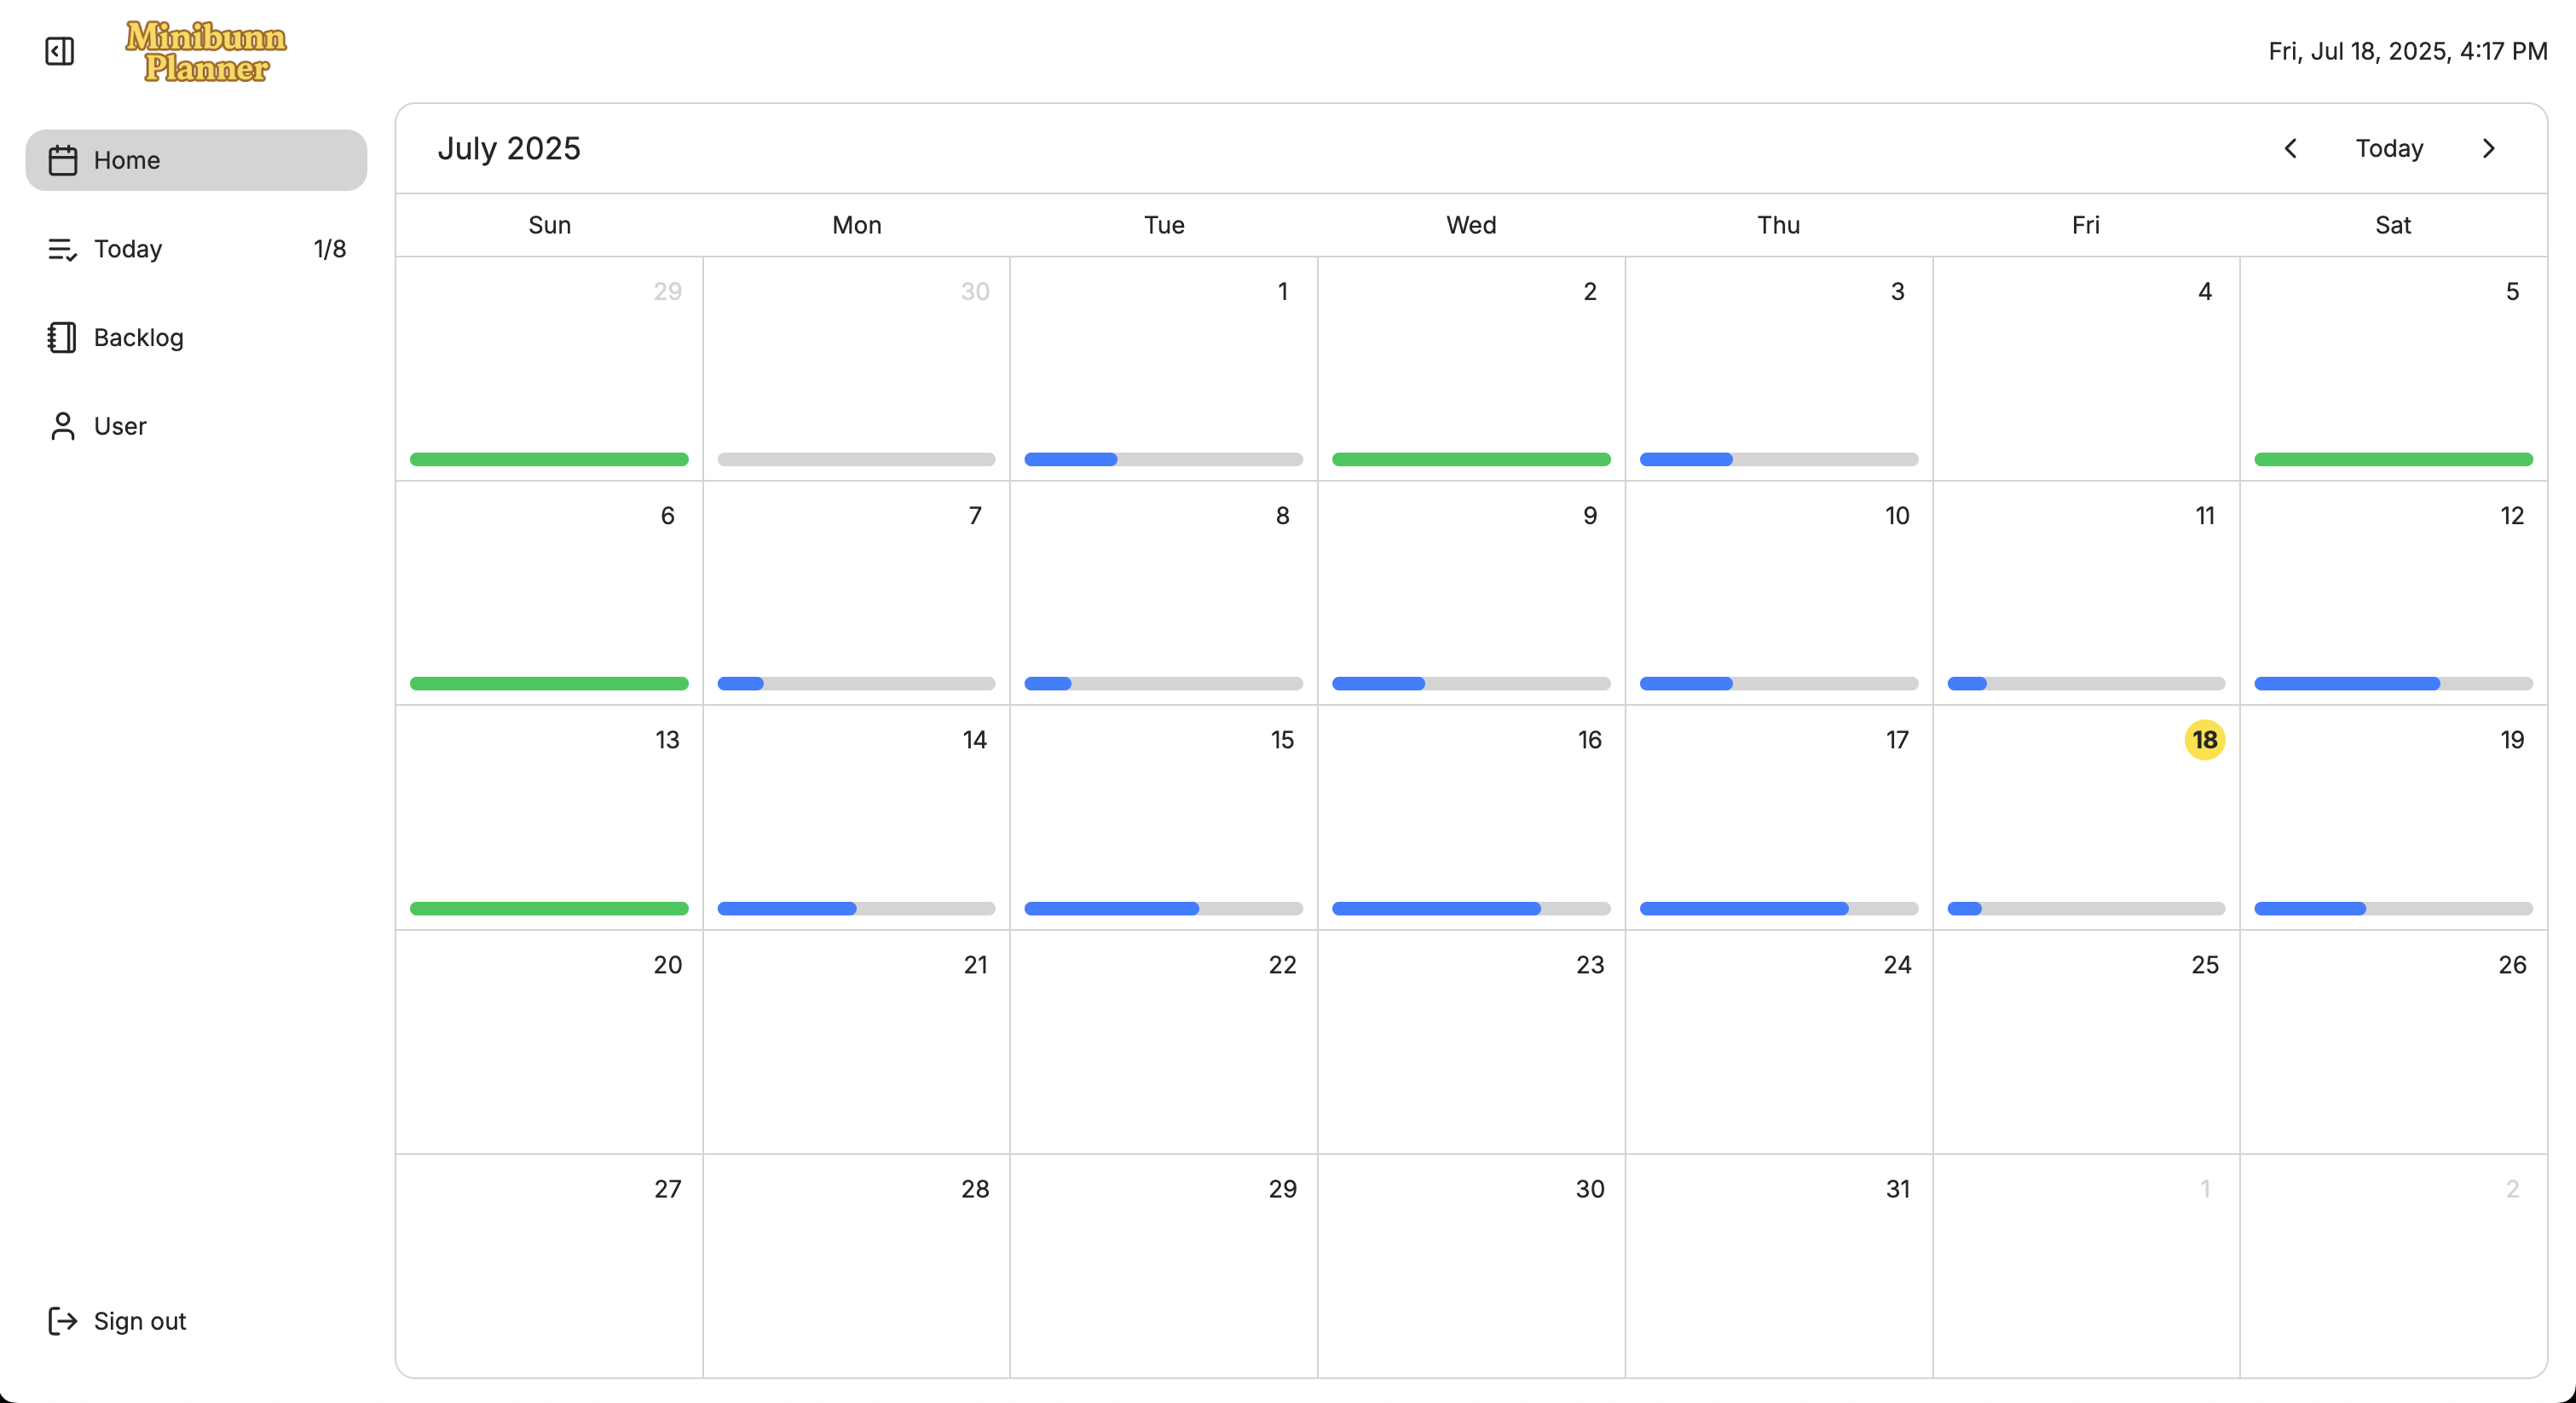 Minibunn
Planner
Fri, Jul 18, 2025, 4:17 PM
Home
Today 1/8
Backlog
User
Sign out
July 2025
Today
Sun Mon Tue Wed Thu Fri Sat
29 30 1 2 3 4 5
6 7 8 9 10 11 12
13 14 15 16 17 18 19
20 21 22 23 24 25 26
27 28 29 30 31 1 2